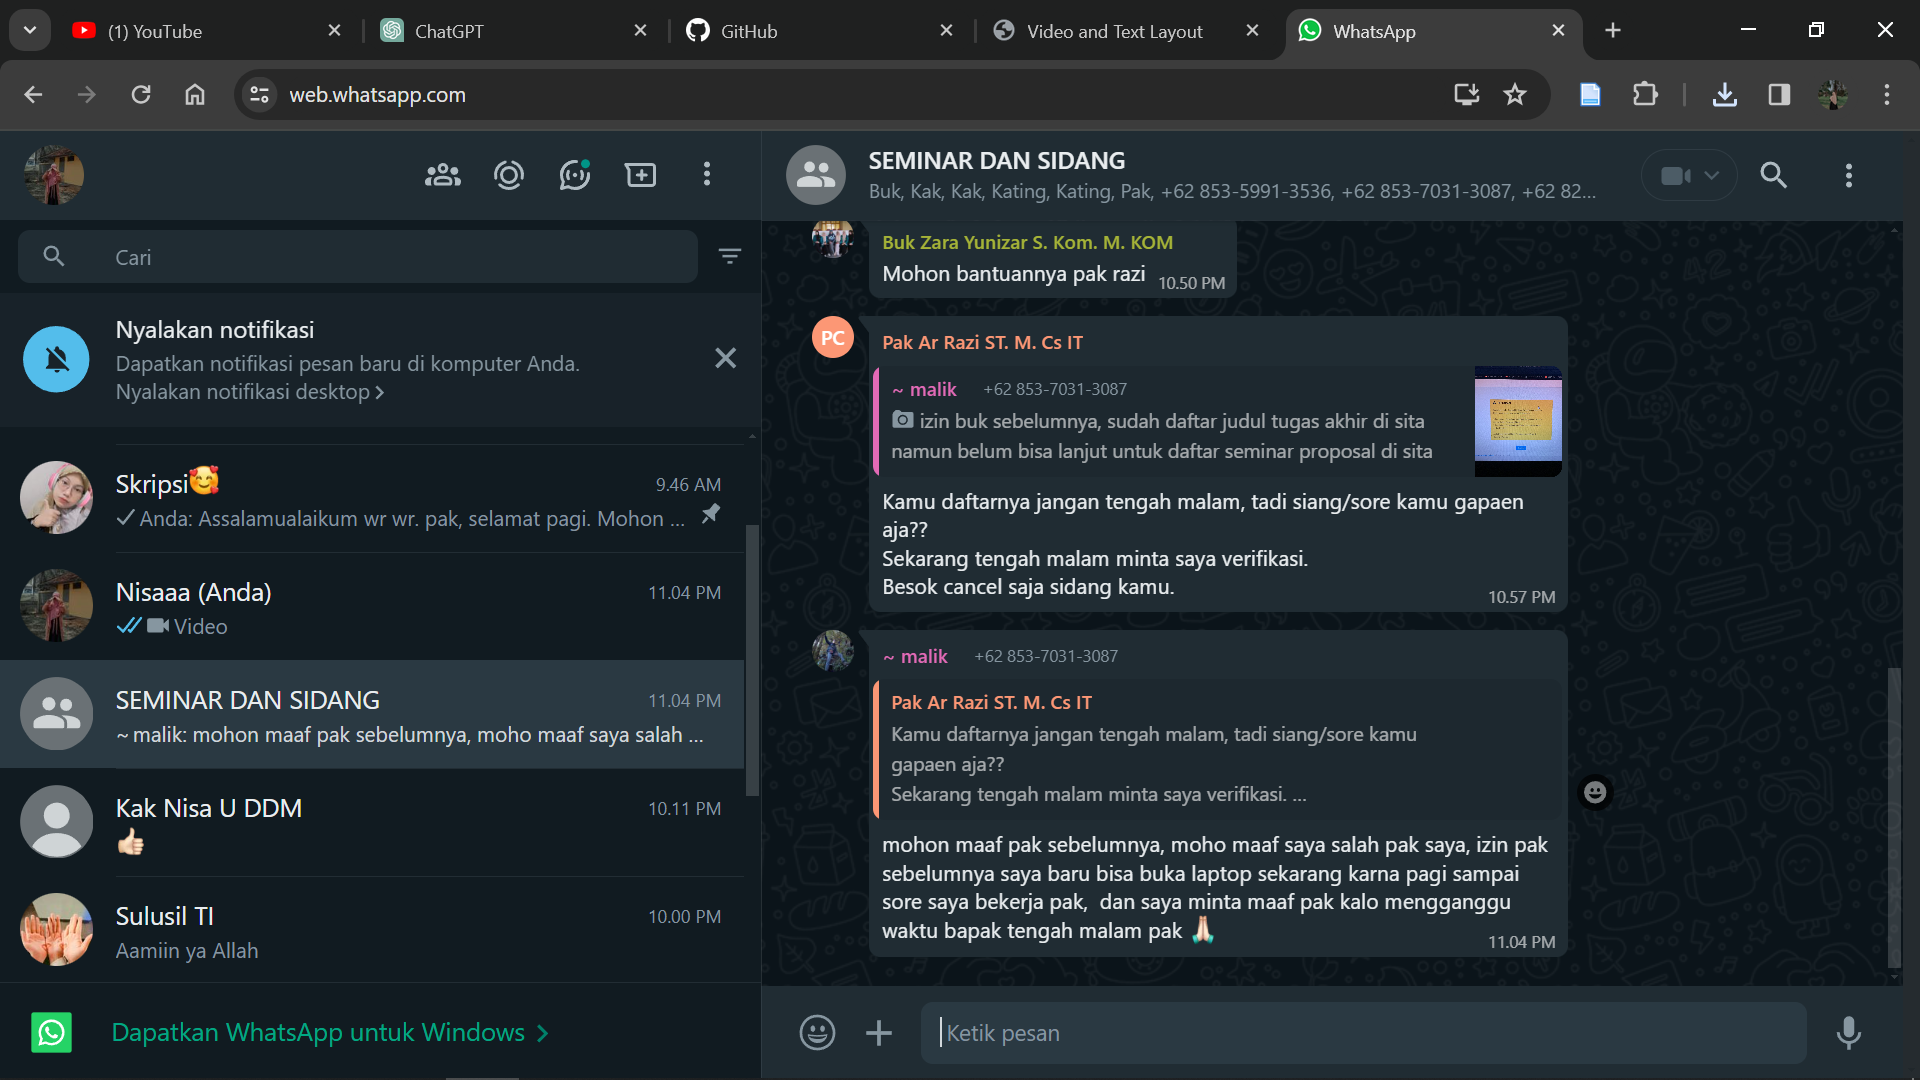 (1) YouTube
ChatGPT
GitHub
Video and Text Layout
WhatsApp
web.whatsapp.com
Cari
Nyalakan notifikasi
Dapatkan notifikasi pesan baru di komputer Anda.
Nyalakan notifikasi desktop
Skripsi🥰
9.46 AM
Anda: Assalamualaikum wr wr. pak, selamat pagi. Mohon ...
Nisaaa (Anda)
11.04 PM
Video
SEMINAR DAN SIDANG
11.04 PM
~ malik: mohon maaf pak sebelumnya, moho maaf saya salah ...
Kak Nisa U DDM
10.11 PM
👍🏻
Sulusil TI
10.00 PM
Aamiin ya Allah
Dapatkan WhatsApp untuk Windows
SEMINAR DAN SIDANG
Buk, Kak, Kak, Kating, Kating, Pak, +62 853-5991-3536, +62 853-7031-3087, +62 82...
Buk Zara Yunizar S. Kom. M. KOM
Mohon bantuannya pak razi
10.50 PM
PC
Pak Ar Razi ST. M. Cs IT
~ malik +62 853-7031-3087
izin buk sebelumnya, sudah daftar judul tugas akhir di sita
namun belum bisa lanjut untuk daftar seminar proposal di sita
Kamu daftarnya jangan tengah malam, tadi siang/sore kamu gapaen
aja??
Sekarang tengah malam minta saya verifikasi.
Besok cancel saja sidang kamu.
10.57 PM
~ malik +62 853-7031-3087
Pak Ar Razi ST. M. Cs IT
Kamu daftarnya jangan tengah malam, tadi siang/sore kamu
gapaen aja??
Sekarang tengah malam minta saya verifikasi. ...
mohon maaf pak sebelumnya, moho maaf saya salah pak saya, izin pak
sebelumnya saya baru bisa buka laptop sekarang karna pagi sampai
sore saya bekerja pak,  dan saya minta maaf pak kalo mengganggu
waktu bapak tengah malam pak 🙏🏻
11.04 PM
Ketik pesan